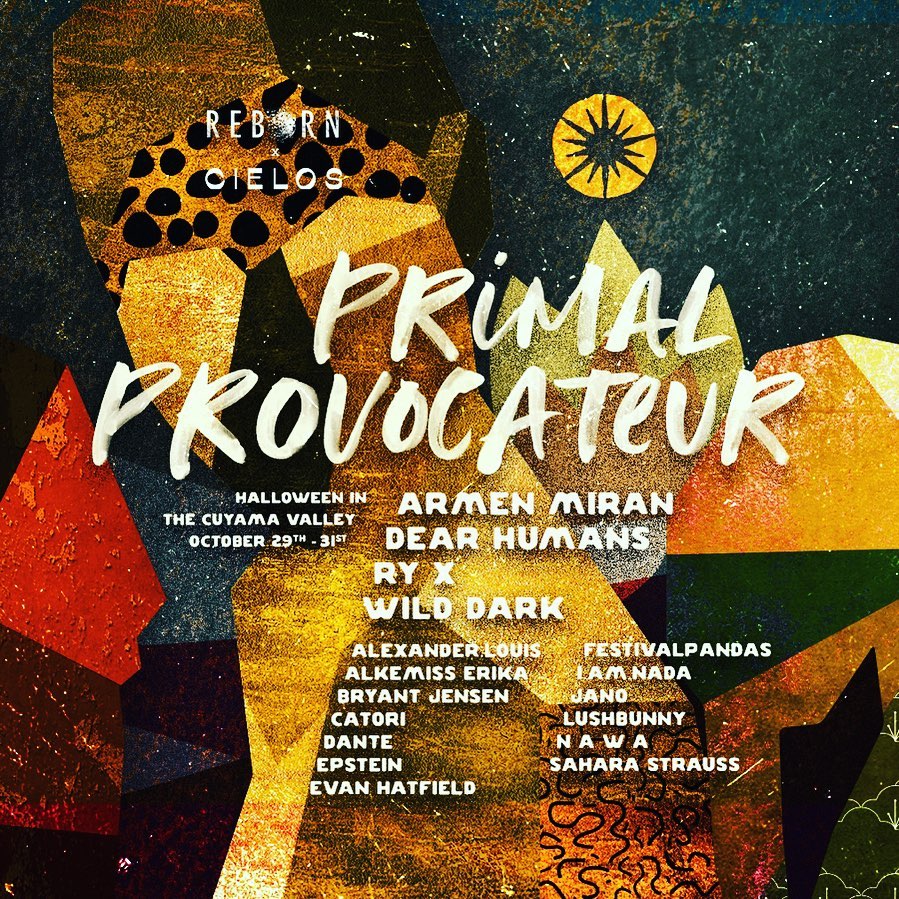 REBORN
x
CIELOS
PRIMAL
PROVOCATEUR
HALLOWEEN IN
THE CUYAMA VALLEY
OCTOBER 29TH - 31ST
ARMEN MIRAN
DEAR HUMANS
RY X
WILD DARK
ALEXANDER LOUIS
ALKEMISS ERIKA
BRYANT JENSEN
CATORI
DANTE
EPSTEIN
EVAN HATFIELD
FESTIVALPANDAS
I.AM.NADA
JANO
LUSHBUNNY
N A W A
SAHARA STRAUSS